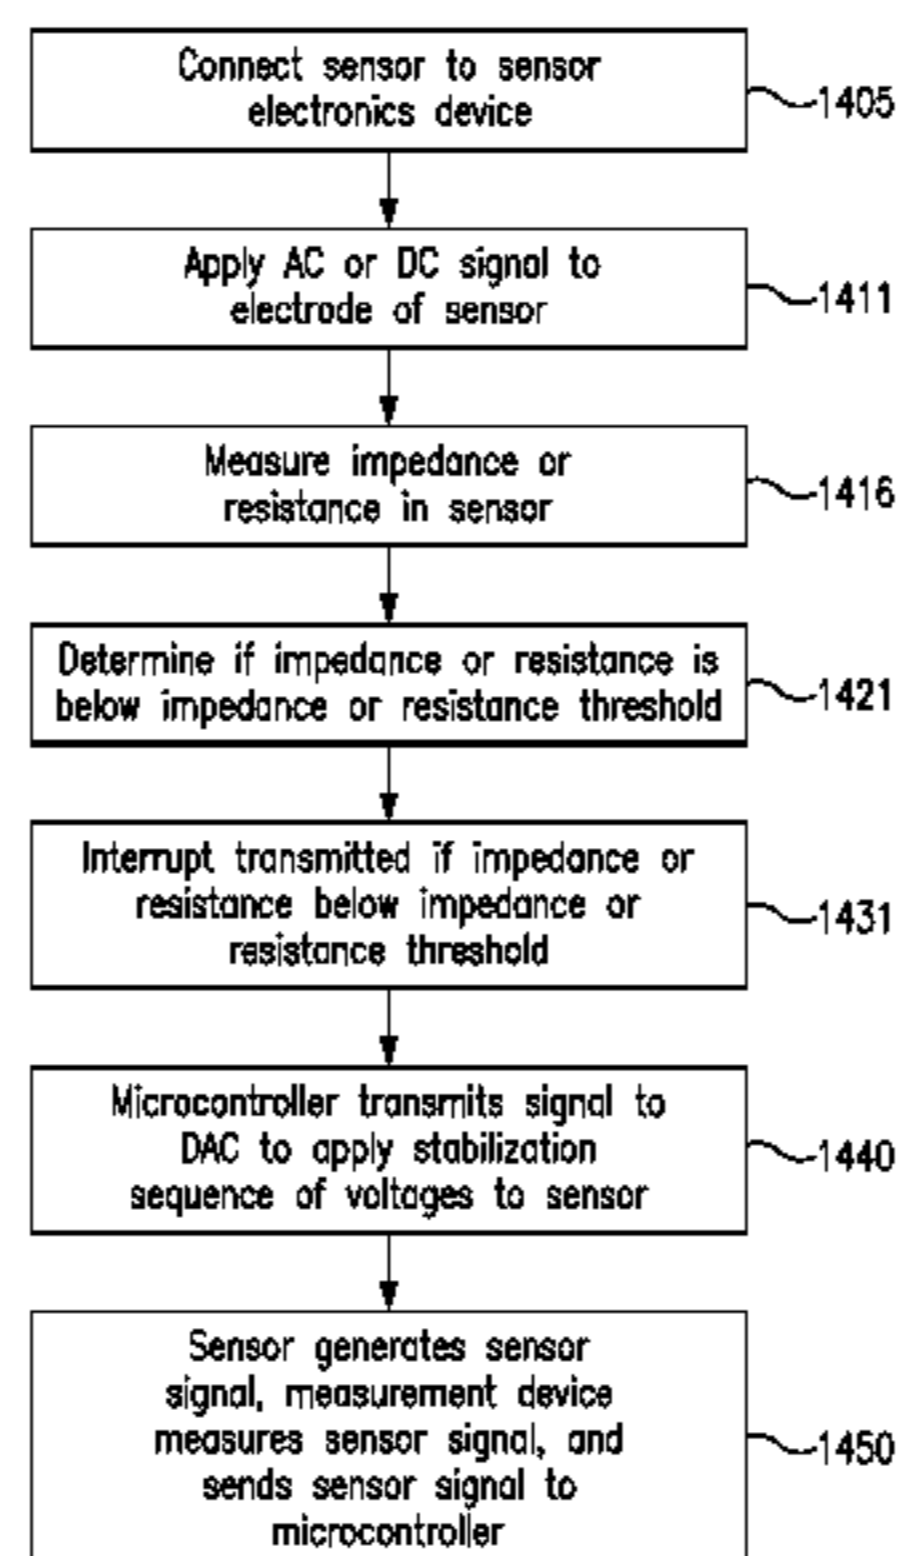 Connect sensor to sensor
electronics device
1405
Apply AC or DC signal to
electrode of sensor
1411
Measure impedance or
resistance in sensor
1416
Determine if impedance or resistance is
below impedance or resistance threshold
1421
Interrupt transmitted if impedance or
resistance below impedance or
resistance threshold
1431
Microcontroller transmits signal to
DAC to apply stabilization
sequence of voltages to sensor
1440
Sensor generates sensor
signal, measurement device
measures sensor signal, and
sends sensor signal to
microcontroller
1450